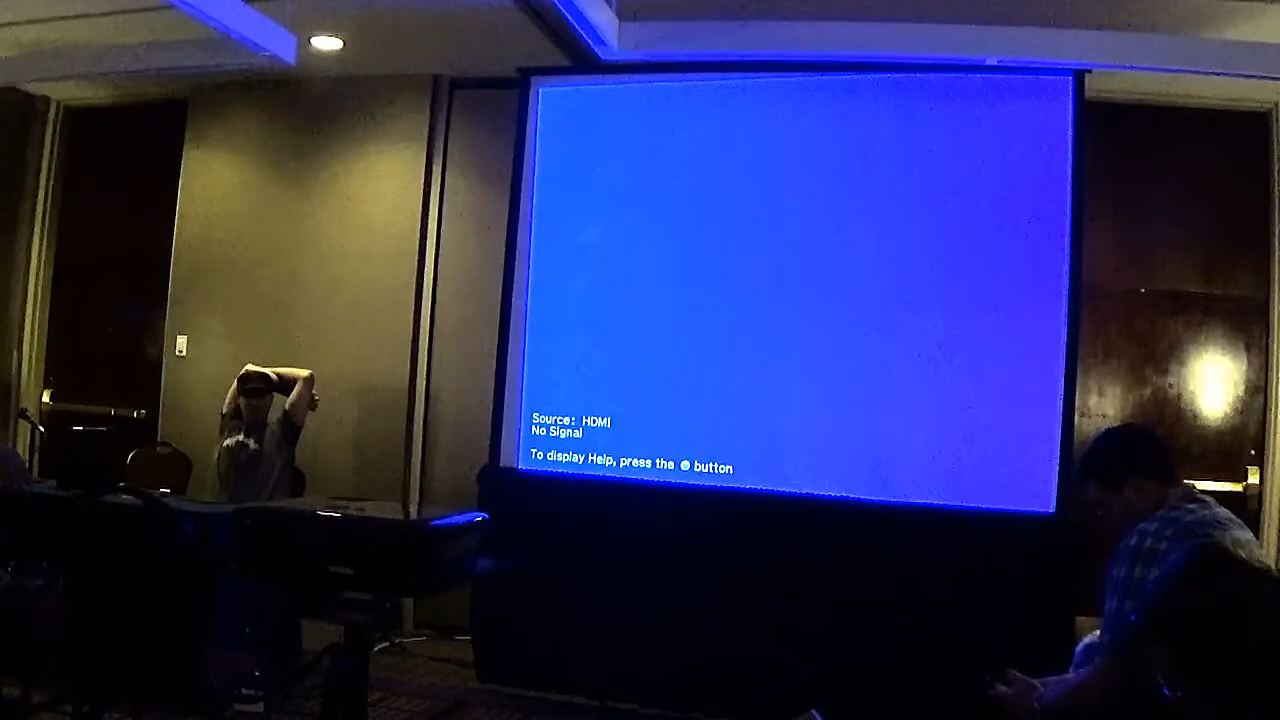 Source: HDMI
No Signal
To display Help, press the button